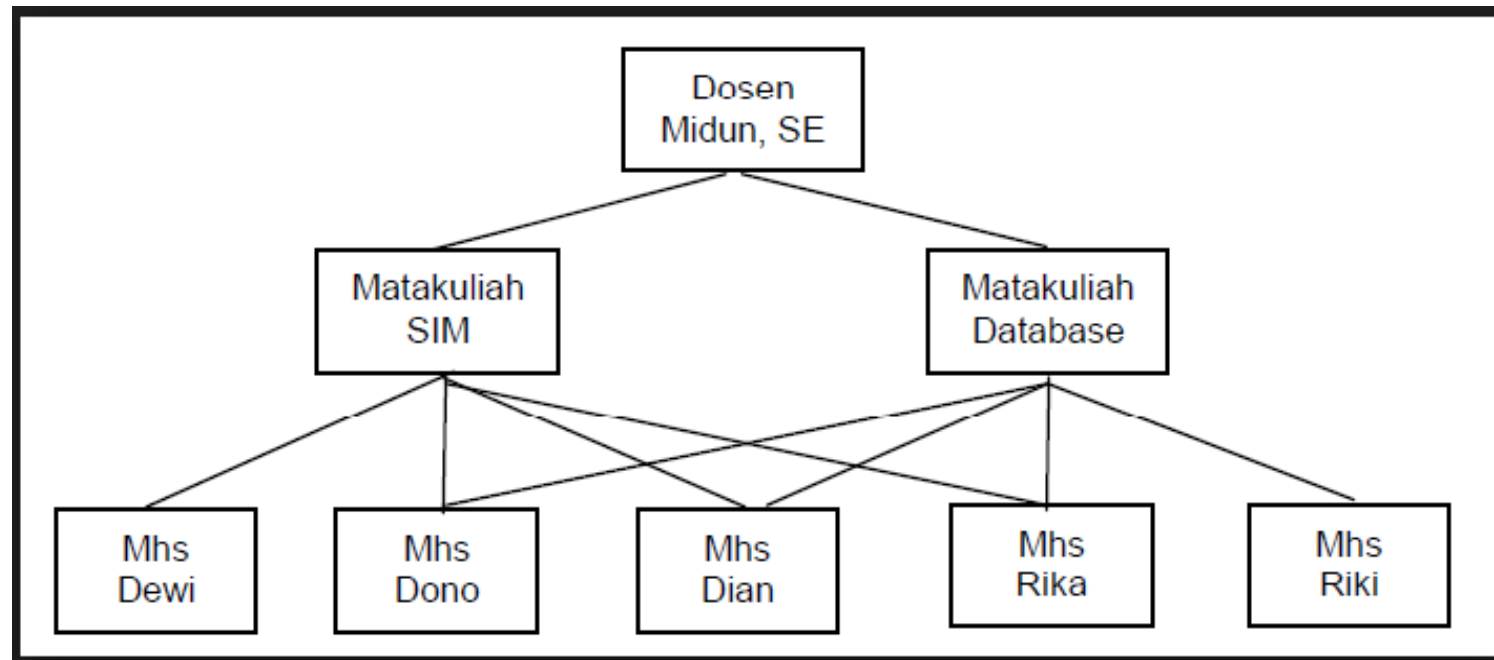 Dosen
Midun, SE
Matakuliah
SIM
Matakuliah
Database
Mhs
Dewi
Mhs
Dono
Mhs
Dian
Mhs
Rika
Mhs
Riki